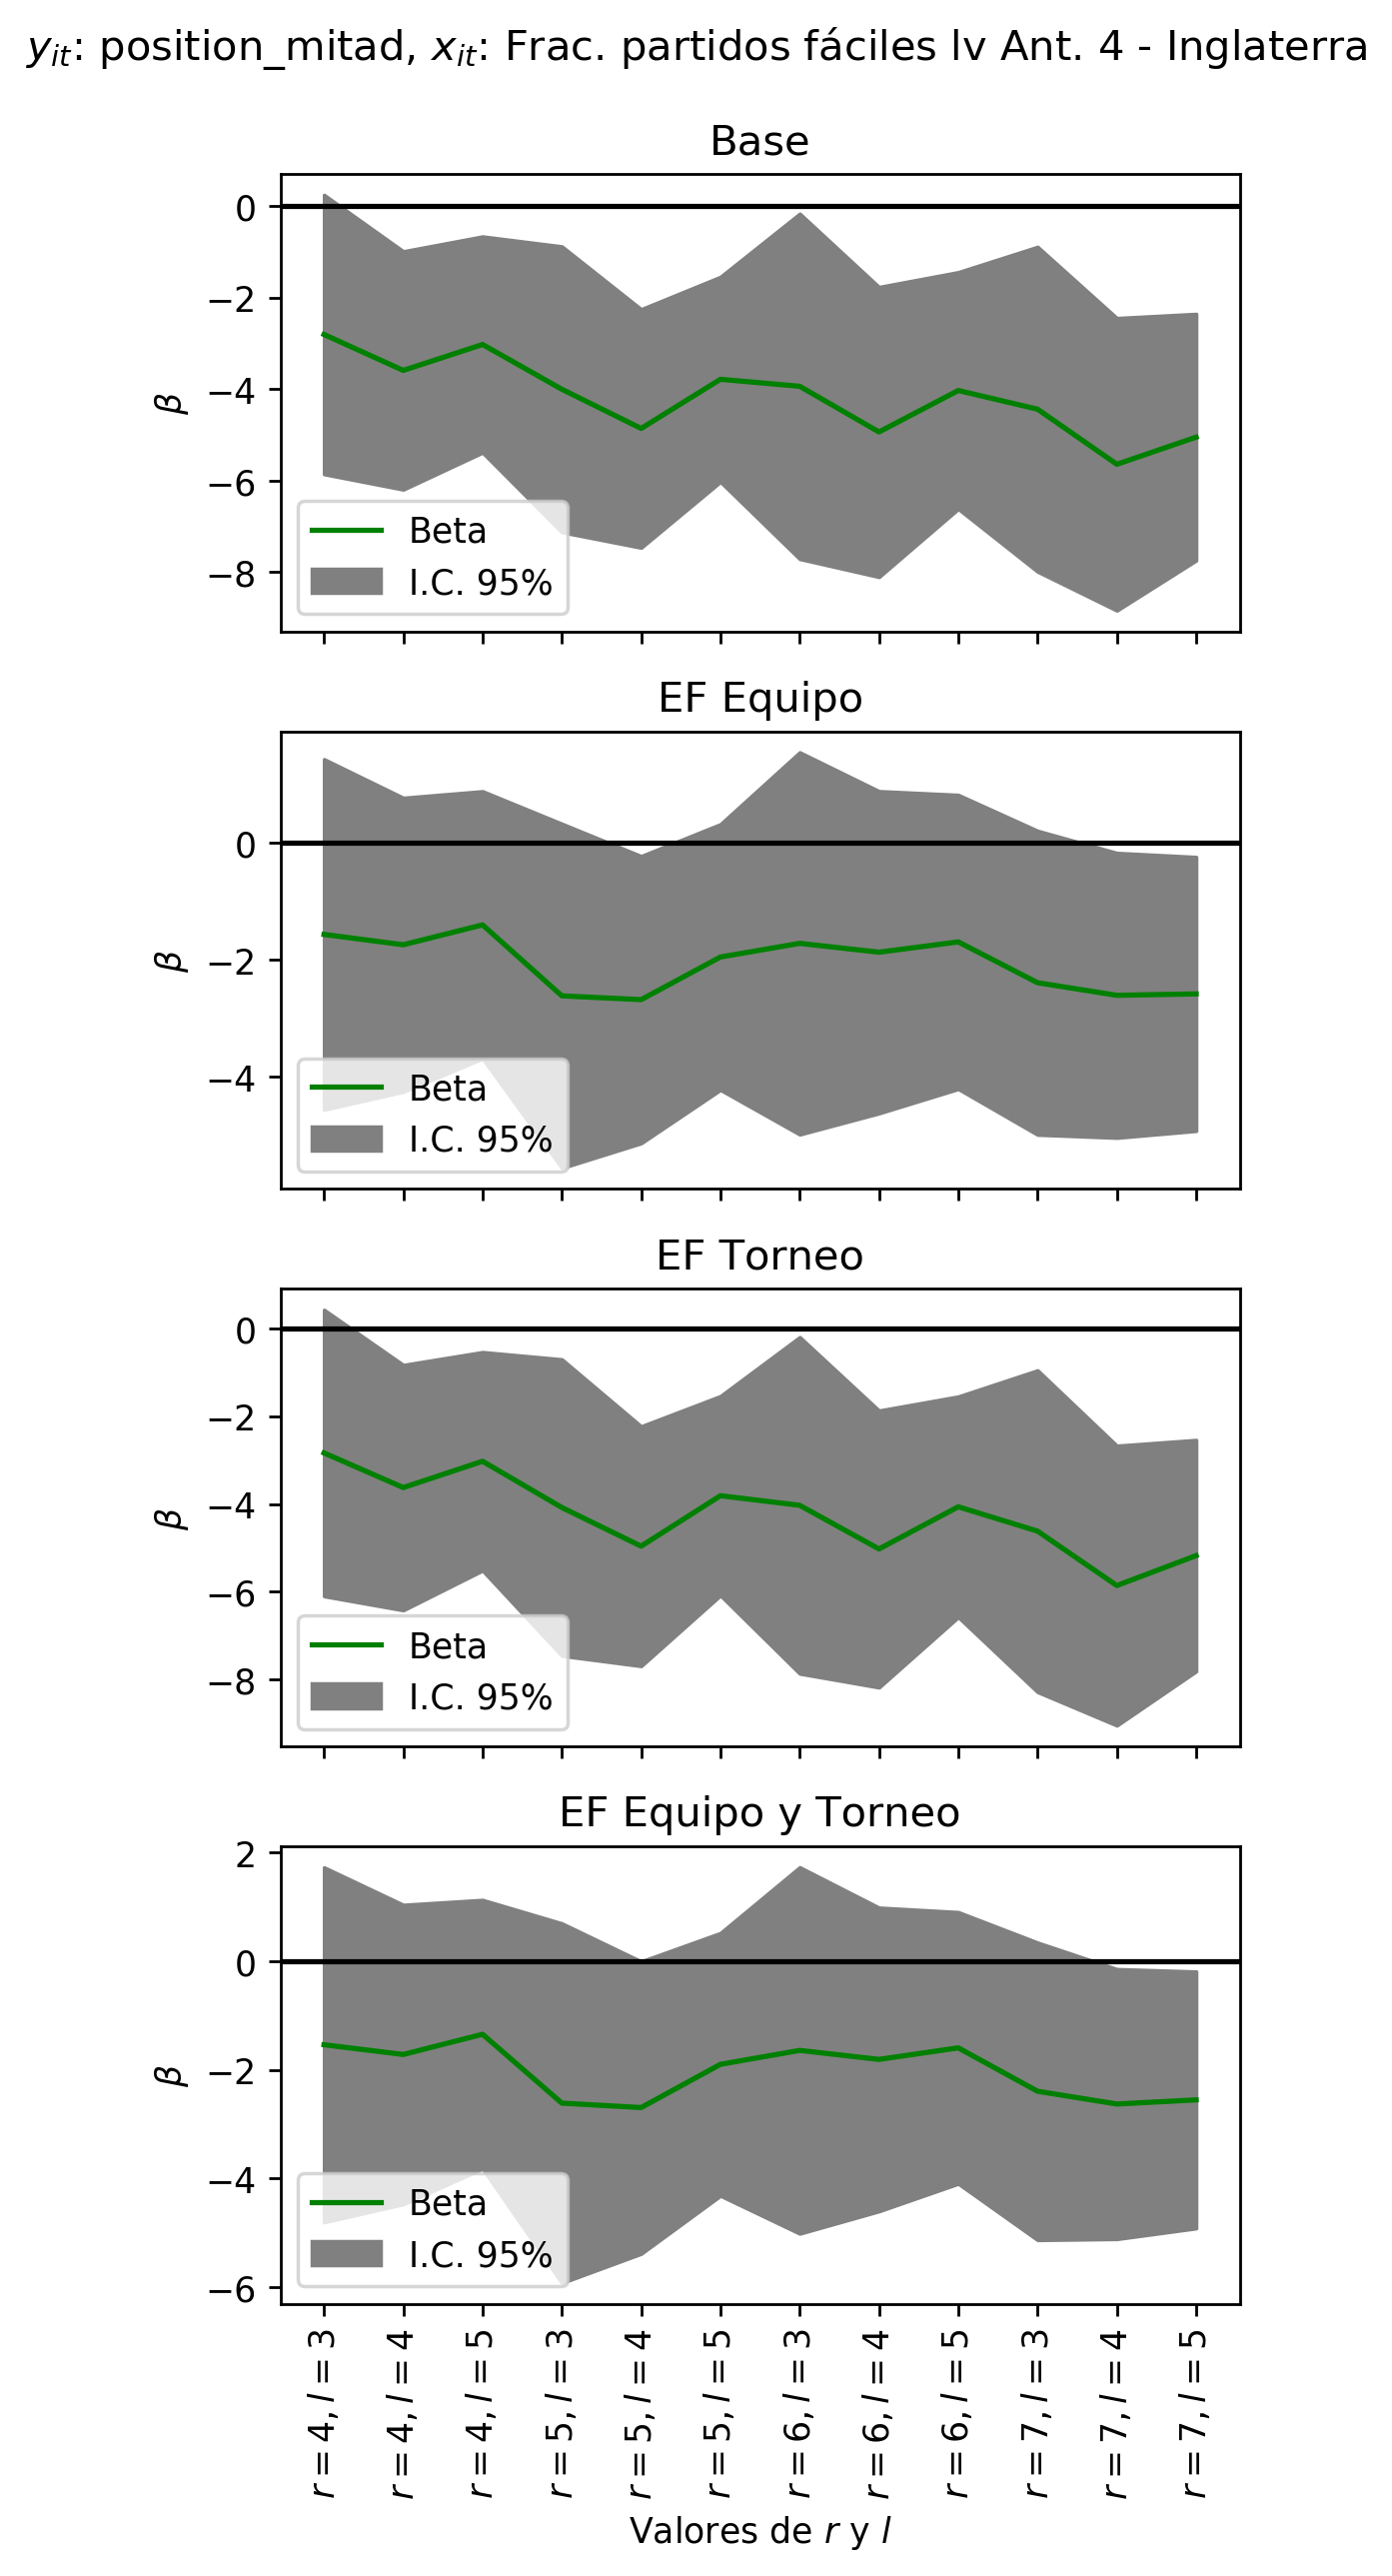 y_it: position_mitad, x_it: Frac. partidos fáciles lv Ant. 4 - Inglaterra
Base
0
−2
−4
−6
−8
β
Beta
I.C. 95%
EF Equipo
0
−2
−4
β
Beta
I.C. 95%
EF Torneo
0
−2
−4
−6
−8
β
Beta
I.C. 95%
EF Equipo y Torneo
2
0
−2
−4
−6
β
Beta
I.C. 95%
r = 4, l = 3
r = 4, l = 4
r = 4, l = 5
r = 5, l = 3
r = 5, l = 4
r = 5, l = 5
r = 6, l = 3
r = 6, l = 4
r = 6, l = 5
r = 7, l = 3
r = 7, l = 4
r = 7, l = 5
Valores de r y l